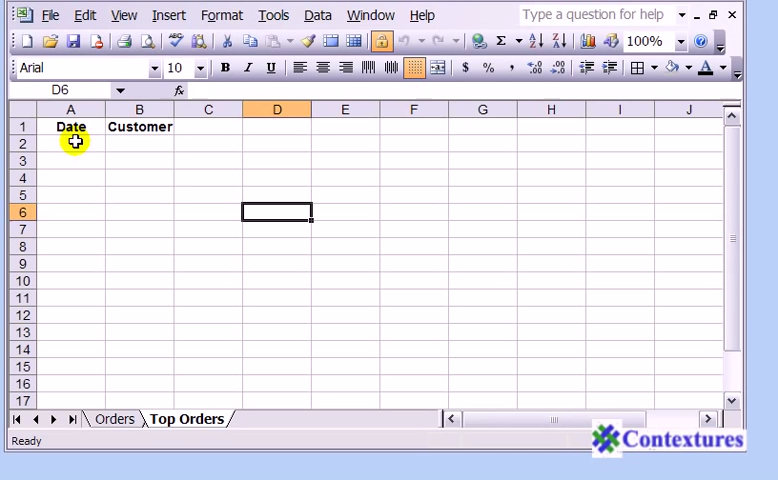 File Edit View Insert Format Tools Data Window Help Type a question for help
Σ 100%
Arial 10 B I U $ % , A
D6 fx
A B C D E F G H I J
1 Date Customer
2
3
4
5
6
7
8
9
10
11
12
13
14
15
16
17
Orders Top Orders
Ready
Contextures